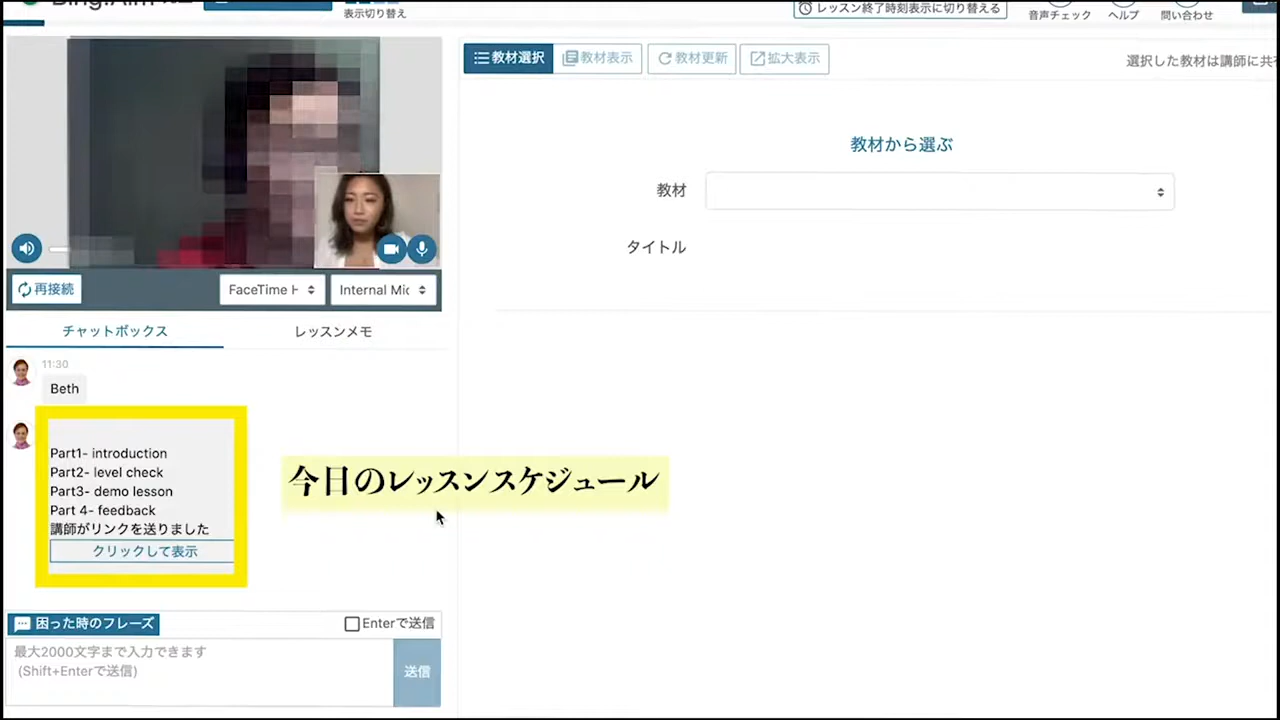 表示切り替え
レッスン終了時刻表示に切り替える
音声チェック
ヘルプ
問い合わせ
教材選択
教材表示
教材更新
拡大表示
選択した教材は講師に共
教材から選ぶ
教材
タイトル
再接続
FaceTime H
Internal Mic
チャットボックス
レッスンメモ
11:30
Beth
Part1- introduction
Part2- level check
Part3- demo lesson
Part 4- feedback
講師がリンクを送りました
クリックして表示
今日のレッスンスケジュール
困った時のフレーズ
Enterで送信
最大2000文字まで入力できます
(Shift+Enterで送信)
送信